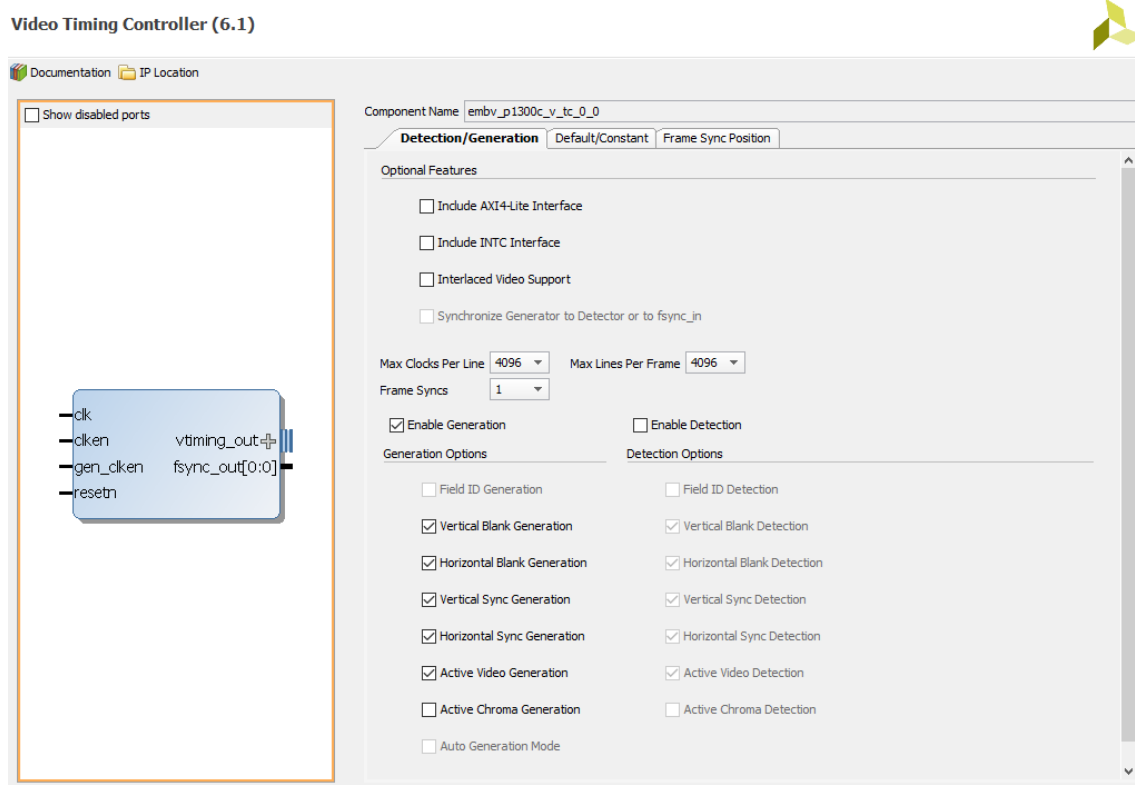 Video Timing Controller (6.1)
Documentation IP Location
Show disabled ports
clk
clken
gen_clken
resetn
vtiming_out
fsync_out[0:0]
Component Name embv_p1300c_v_tc_0_0
Detection/Generation Default/Constant Frame Sync Position
Optional Features
Include AXI4-Lite Interface
Include INTC Interface
Interlaced Video Support
Synchronize Generator to Detector or to fsync_in
Max Clocks Per Line 4096 Max Lines Per Frame 4096
Frame Syncs 1
Enable Generation Enable Detection
Generation Options Detection Options
Field ID Generation Field ID Detection
Vertical Blank Generation Vertical Blank Detection
Horizontal Blank Generation Horizontal Blank Detection
Vertical Sync Generation Vertical Sync Detection
Horizontal Sync Generation Horizontal Sync Detection
Active Video Generation Active Video Detection
Active Chroma Generation Active Chroma Detection
Auto Generation Mode